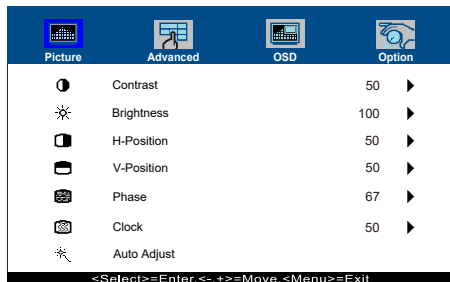 Picture Advanced OSD Option
Contrast 50
Brightness 100
H-Position 50
V-Position 50
Phase 67
Clock 50
Auto Adjust
<Select>=Enter,<-,+>=Move,<Menu>=Exit